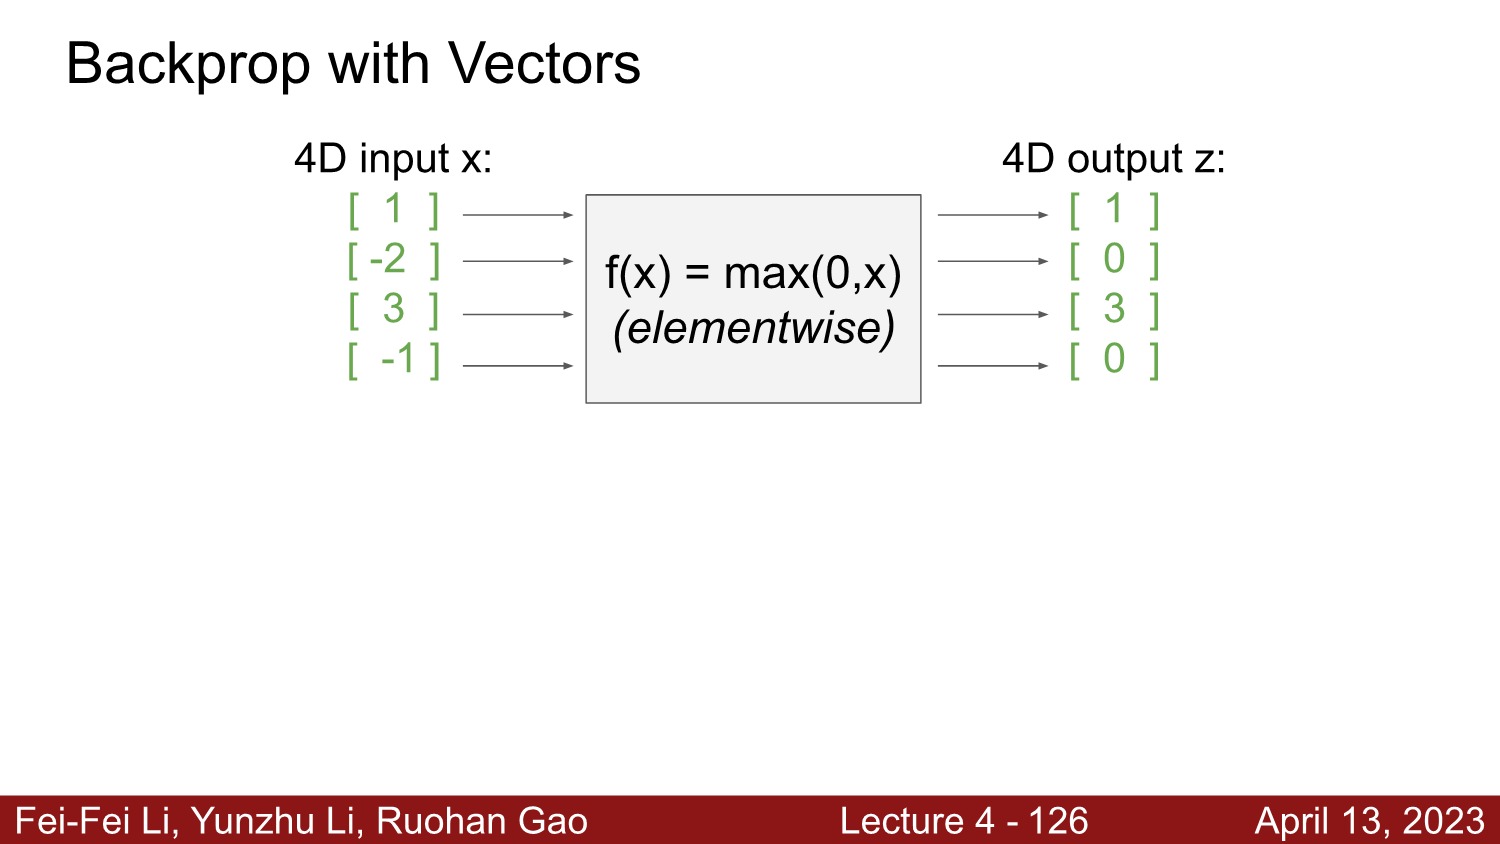 Backprop with Vectors
4D input x:
4D output z:
[ 1 ]
[ -2 ]
[ 3 ]
[ -1 ]
f(x) = max(0,x)
(elementwise)
[ 1 ]
[ 0 ]
[ 3 ]
[ 0 ]
Fei-Fei Li, Yunzhu Li, Ruohan Gao
Lecture 4 - 126
April 13, 2023